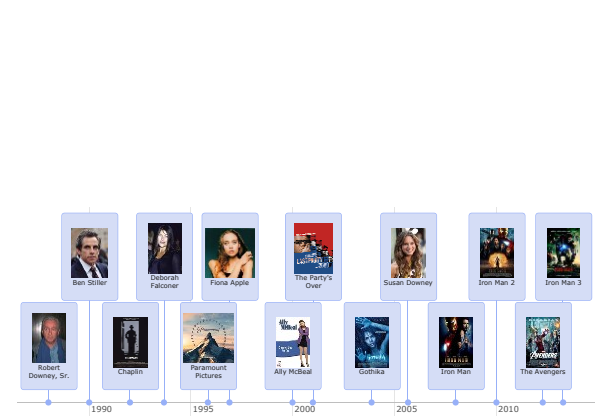 Ben Stiller
Deborah
Falconer
Fiona Apple
The Party's
Over
Susan Downey
Iron Man 2
Iron Man 3
Robert
Downey, Sr.
Chaplin
Paramount
Pictures
Ally McBeal
Gothika
Iron Man
The Avengers
1990
1995
2000
2005
2010